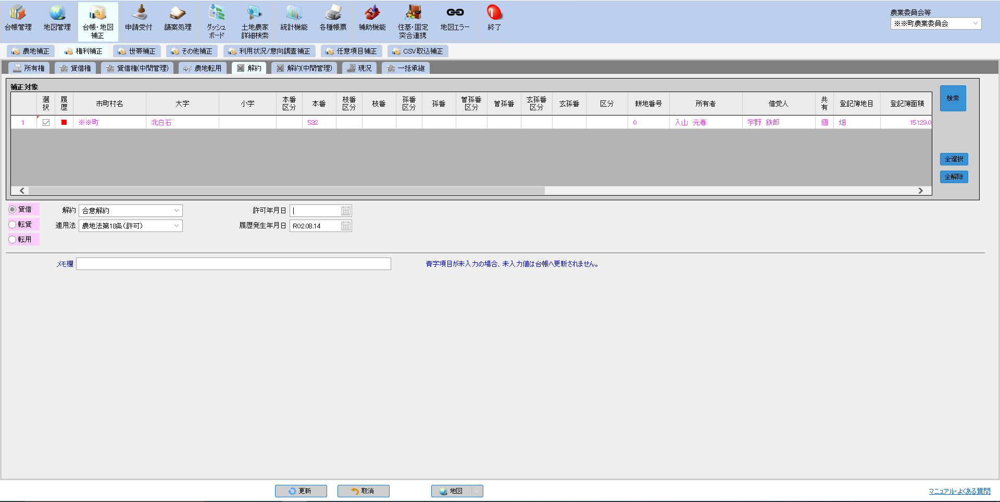 台帳管理
地図管理
台帳・地図
補正
申請受付
議案処理
ダッシュ
ボード
土地農家
詳細検索
統計機能
各種帳票
補助機能
住基・固定
突合連携
地図エラー
終了
農業委員会等
※※町農業委員会
農地補正
権利補正
世帯補正
その他補正
利用状況/意向調査補正
任意項目補正
CSV取込補正
所有権
貸借権
貸借権(中間管理)
農地転用
解約
解約(中間管理)
現況
一括承継
補正対象
選択 履歴 市町村名 大字 小字 本番区分 本番 枝番区分 枝番 孫番区分 孫番 曽孫番区分 曽孫番 玄孫番区分 玄孫番 区分 耕地番号 所有者 借受人 共有 登記簿地目 登記簿面積
1 ※※町 北白石 532 0 入山 元春 宇野 鉄郎 個 畑 15129.0
検索
全選択
全解除
貸借
転貸
転用
解約 合意解約
適用法 農地法第18条(許可)
許可年月日
履歴発生年月日 R02.08.14
メモ欄
青字項目が未入力の場合、未入力値は台帳へ更新されません。
更新
取消
地図
マニュアル・よくある質問